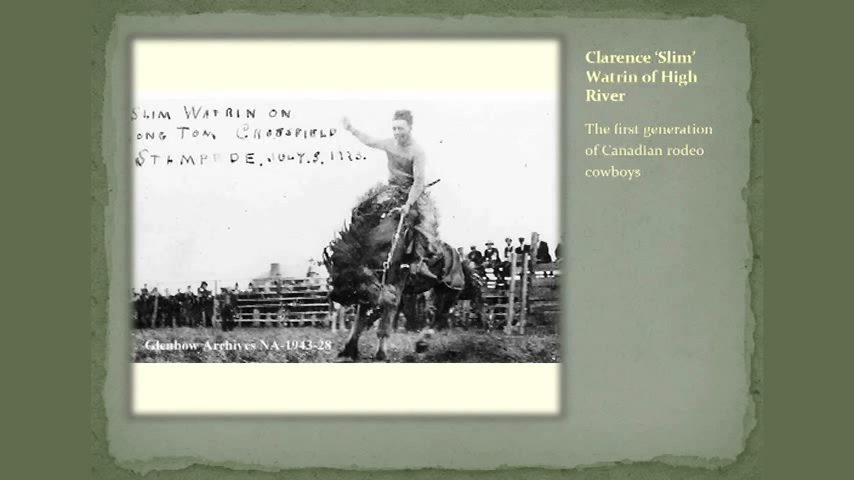 SLIM WATRIN ON
ONG TOM CROSSFIELD
STAMPEDE. JULY. 3. 1923.
Glenbow Archives NA-1943-28
Clarence ‘Slim’
Watrin of High
River
The first generation
of Canadian rodeo
cowboys